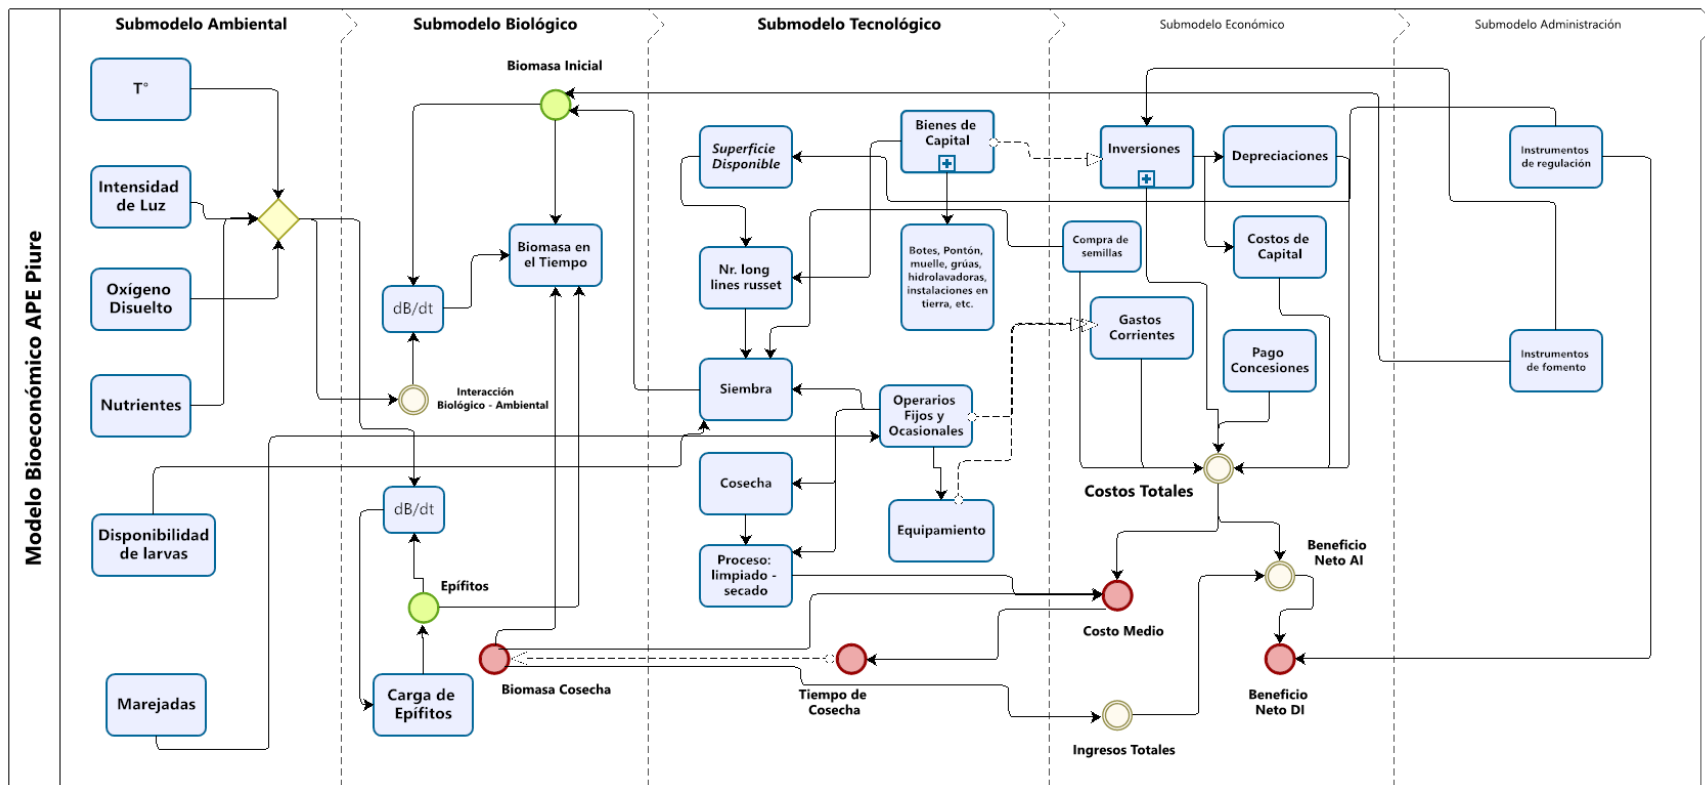 Modelo Bioeconómico APE Piure
Submodelo Ambiental
Submodelo Biológico
Submodelo Tecnológico
Submodelo Económico
Submodelo Administración
T°
Intensidad
de Luz
Oxígeno
Disuelto
Nutrientes
Disponibilidad
de larvas
Marejadas
Biomasa Inicial
Biomasa en
el Tiempo
dB/dt
Interacción
Biológico - Ambiental
dB/dt
Epífitos
Carga de
Epífitos
Biomasa Cosecha
Superficie
Disponible
Bienes de
Capital
Nr. long
lines russet
Botes, Pontón,
muelle, grúas,
hidrolavadoras,
instalaciones en
tierra, etc.
Siembra
Operarios
Fijos y
Ocasionales
Cosecha
Equipamiento
Proceso:
limpiado -
secado
Tiempo de
Cosecha
Inversiones
Depreciaciones
Compra de
semillas
Costos de
Capital
Gastos
Corrientes
Pago
Concesiones
Costos Totales
Beneficio
Neto AI
Costo Medio
Beneficio
Neto DI
Ingresos Totales
Instrumentos
de regulación
Instrumentos
de fomento